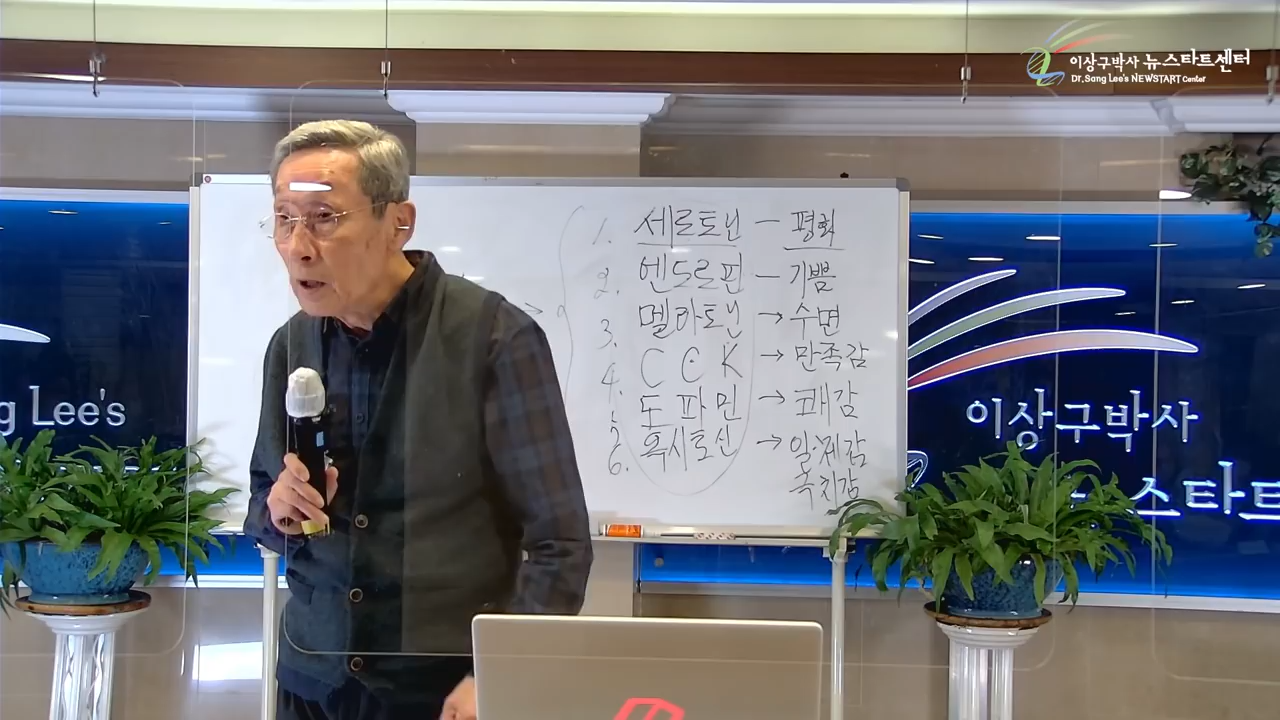 이상구박사 뉴스타트센터
Dr. Sang Lee's NEWSTART Center
1. 세로토닌 — 평화
2. 엔도르핀 — 기쁨
3. 멜라토닌 → 수면
4. C C K → 만족감
5 도파민 → 쾌감
6. 옥시토신 → 일체감
g Lee's
이상구박사
스타트